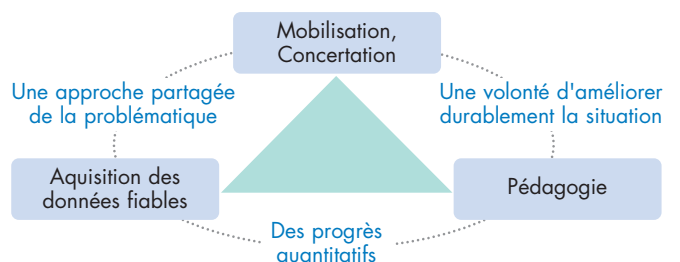 Mobilisation,
Concertation
Une approche partagée
de la problématique
Une volonté d'améliorer
durablement la situation
Aquisition des
données fiables
Pédagogie
Des progrès
quantitatifs